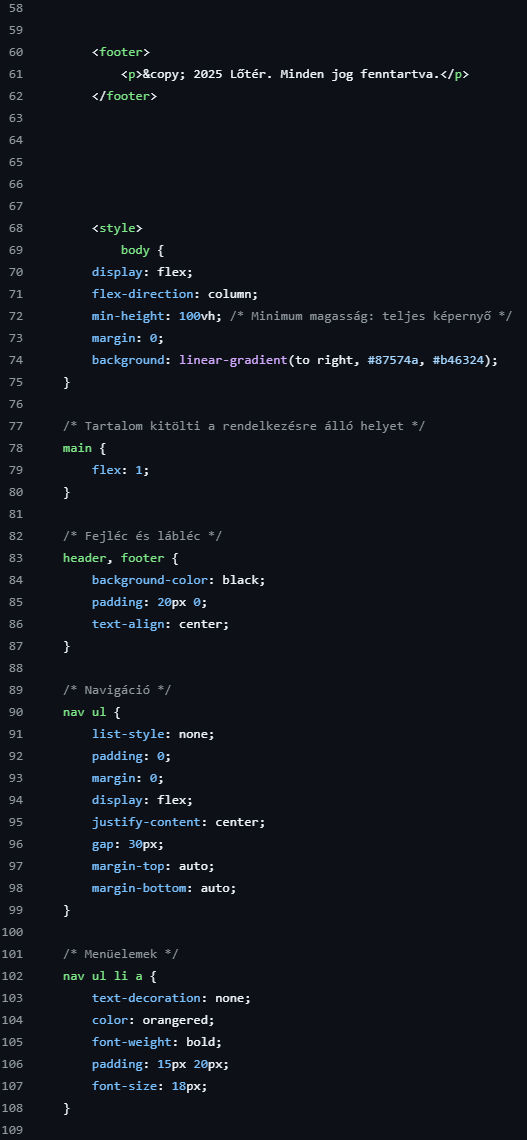 58
59
60 <footer>
61 <p>&copy; 2025 Lőtér. Minden jog fenntartva.</p>
62 </footer>
63
64
65
66
67
68 <style>
69 body {
70 display: flex;
71 flex-direction: column;
72 min-height: 100vh; /* Minimum magasság: teljes képernyő */
73 margin: 0;
74 background: linear-gradient(to right, #87574a, #b46324);
75 }
76
77 /* Tartalom kitölti a rendelkezésre álló helyet */
78 main {
79 flex: 1;
80 }
81
82 /* Fejléc és lábléc */
83 header, footer {
84 background-color: black;
85 padding: 20px 0;
86 text-align: center;
87 }
88
89 /* Navigáció */
90 nav ul {
91 list-style: none;
92 padding: 0;
93 margin: 0;
94 display: flex;
95 justify-content: center;
96 gap: 30px;
97 margin-top: auto;
98 margin-bottom: auto;
99 }
100
101 /* Menüelemek */
102 nav ul li a {
103 text-decoration: none;
104 color: orangered;
105 font-weight: bold;
106 padding: 15px 20px;
107 font-size: 18px;
108 }
109